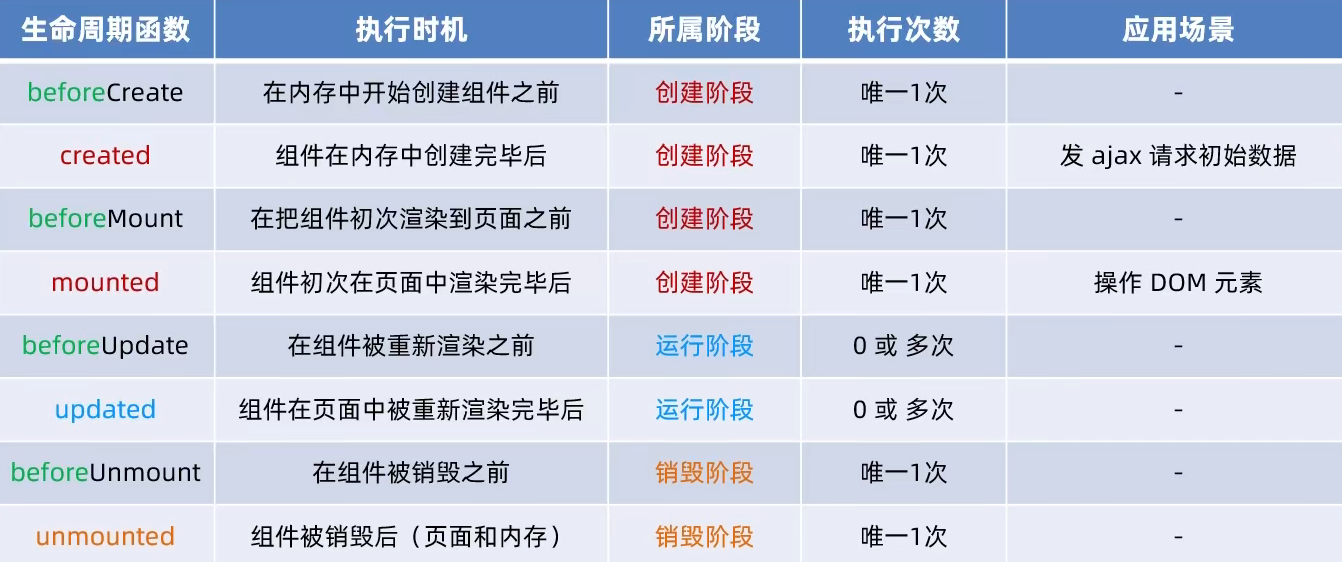 生命周期函数 执行时机 所属阶段 执行次数 应用场景
beforeCreate 在内存中开始创建组件之前 创建阶段 唯一1次 -
created 组件在内存中创建完毕后 创建阶段 唯一1次 发 ajax 请求初始数据
beforeMount 在把组件初次渲染到页面之前 创建阶段 唯一1次 -
mounted 组件初次在页面中渲染完毕后 创建阶段 唯一1次 操作 DOM 元素
beforeUpdate 在组件被重新渲染之前 运行阶段 0 或 多次 -
updated 组件在页面中被重新渲染完毕后 运行阶段 0 或 多次 -
beforeUnmount 在组件被销毁之前 销毁阶段 唯一1次 -
unmounted 组件被销毁后（页面和内存） 销毁阶段 唯一1次 -